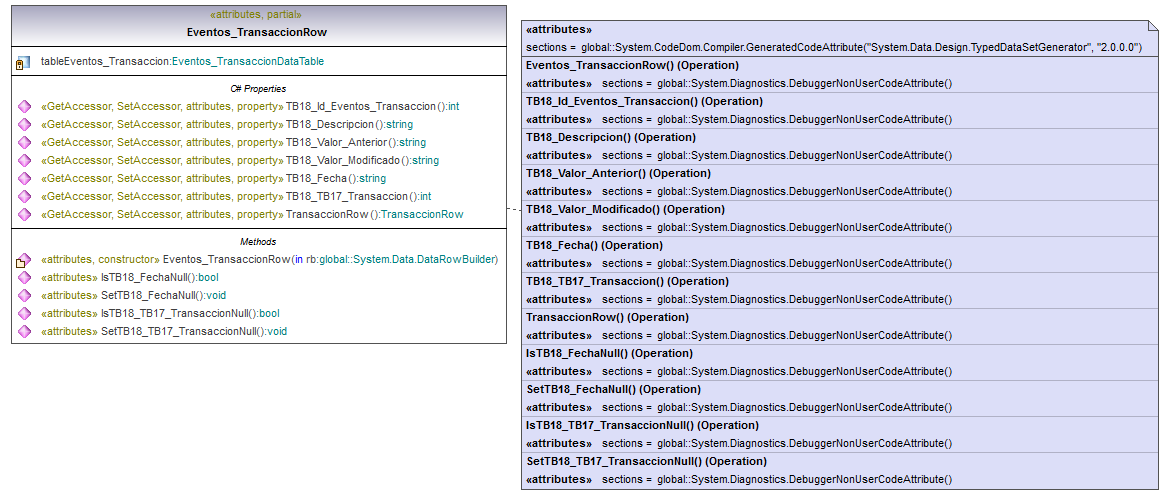 «attributes, partial»
Eventos_TransaccionRow
tableEventos_Transaccion:Eventos_TransaccionDataTable
C# Properties
«GetAccessor, SetAccessor, attributes, property» TB18_Id_Eventos_Transaccion():int
«GetAccessor, SetAccessor, attributes, property» TB18_Descripcion():string
«GetAccessor, SetAccessor, attributes, property» TB18_Valor_Anterior():string
«GetAccessor, SetAccessor, attributes, property» TB18_Valor_Modificado():string
«GetAccessor, SetAccessor, attributes, property» TB18_Fecha():string
«GetAccessor, SetAccessor, attributes, property» TB18_TB17_Transaccion():int
«GetAccessor, SetAccessor, attributes, property» TransaccionRow():TransaccionRow
Methods
«attributes, constructor» Eventos_TransaccionRow(in rb:global::System.Data.DataRowBuilder)
«attributes» IsTB18_FechaNull():bool
«attributes» SetTB18_FechaNull():void
«attributes» IsTB18_TB17_TransaccionNull():bool
«attributes» SetTB18_TB17_TransaccionNull():void
«attributes»
sections = global::System.CodeDom.Compiler.GeneratedCodeAttribute("System.Data.Design.TypedDataSetGenerator", "2.0.0.0")
Eventos_TransaccionRow() (Operation)
«attributes» sections = global::System.Diagnostics.DebuggerNonUserCodeAttribute()
TB18_Id_Eventos_Transaccion() (Operation)
«attributes» sections = global::System.Diagnostics.DebuggerNonUserCodeAttribute()
TB18_Descripcion() (Operation)
«attributes» sections = global::System.Diagnostics.DebuggerNonUserCodeAttribute()
TB18_Valor_Anterior() (Operation)
«attributes» sections = global::System.Diagnostics.DebuggerNonUserCodeAttribute()
TB18_Valor_Modificado() (Operation)
«attributes» sections = global::System.Diagnostics.DebuggerNonUserCodeAttribute()
TB18_Fecha() (Operation)
«attributes» sections = global::System.Diagnostics.DebuggerNonUserCodeAttribute()
TB18_TB17_Transaccion() (Operation)
«attributes» sections = global::System.Diagnostics.DebuggerNonUserCodeAttribute()
TransaccionRow() (Operation)
«attributes» sections = global::System.Diagnostics.DebuggerNonUserCodeAttribute()
IsTB18_FechaNull() (Operation)
«attributes» sections = global::System.Diagnostics.DebuggerNonUserCodeAttribute()
SetTB18_FechaNull() (Operation)
«attributes» sections = global::System.Diagnostics.DebuggerNonUserCodeAttribute()
IsTB18_TB17_TransaccionNull() (Operation)
«attributes» sections = global::System.Diagnostics.DebuggerNonUserCodeAttribute()
SetTB18_TB17_TransaccionNull() (Operation)
«attributes» sections = global::System.Diagnostics.DebuggerNonUserCodeAttribute()